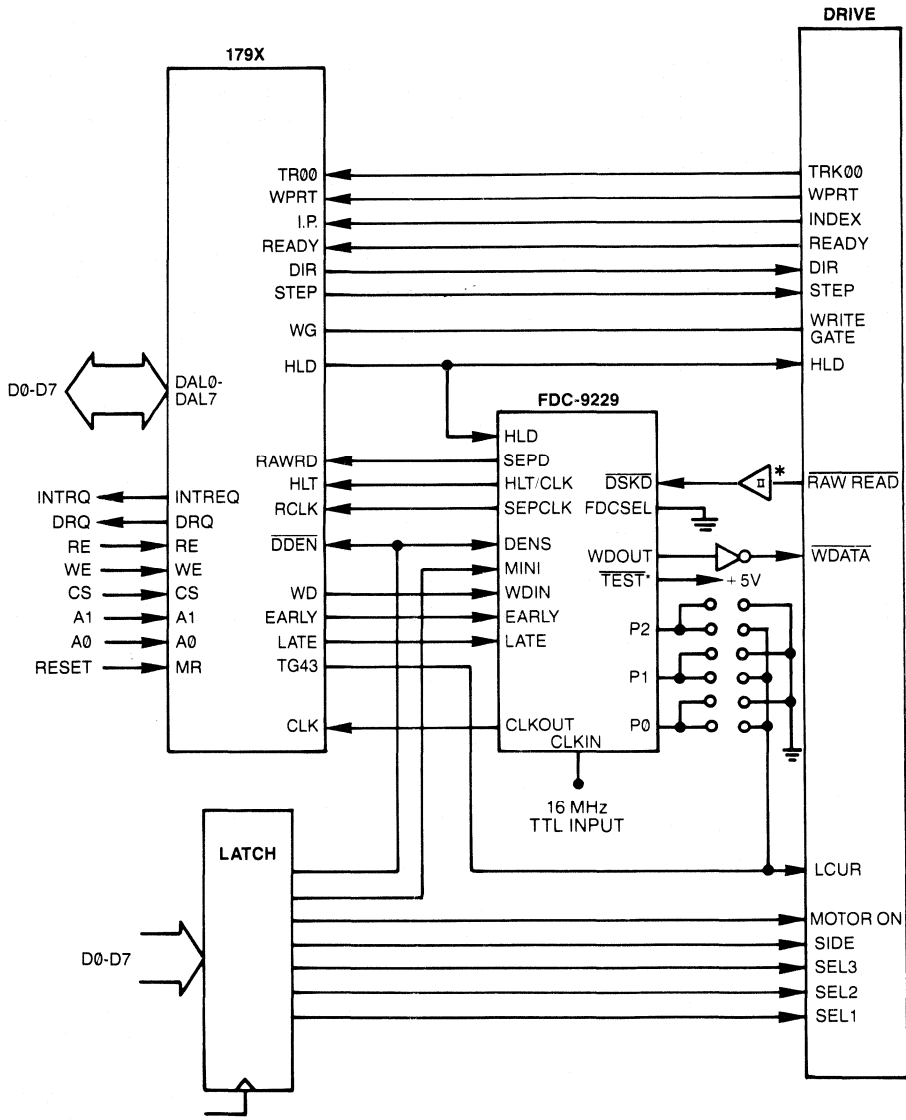 DRIVE
179X
TR00
WPRT
I.P.
READY
DIR
STEP
WG
HLD
TRK00
WPRT
INDEX
READY
DIR
STEP
WRITE
GATE
HLD
D0-D7
DAL0-
DAL7
FDC-9229
HLD
RAWRD
HLT
RCLK
DDEN
WD
EARLY
LATE
TG43
CLK
SEPD
HLT/CLK
SEPCLK
DENS
MINI
WDIN
EARLY
LATE
CLKOUT
CLKIN
DSKD
FDCSEL
WDOUT
TEST*
+5V
P2
P1
P0
*
RAW READ
WDATA
INTRQ
DRQ
RE
WE
CS
A1
A0
RESET
INTREQ
DRQ
RE
WE
CS
A1
A0
MR
16 MHz
TTL INPUT
LATCH
D0-D7
LCUR
MOTOR ON
SIDE
SEL3
SEL2
SEL1